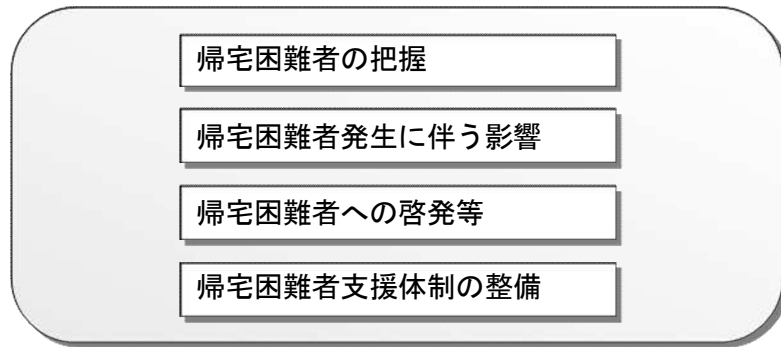 帰宅困難者の把握
帰宅困難者発生に伴う影響
帰宅困難者への啓発等
帰宅困難者支援体制の整備